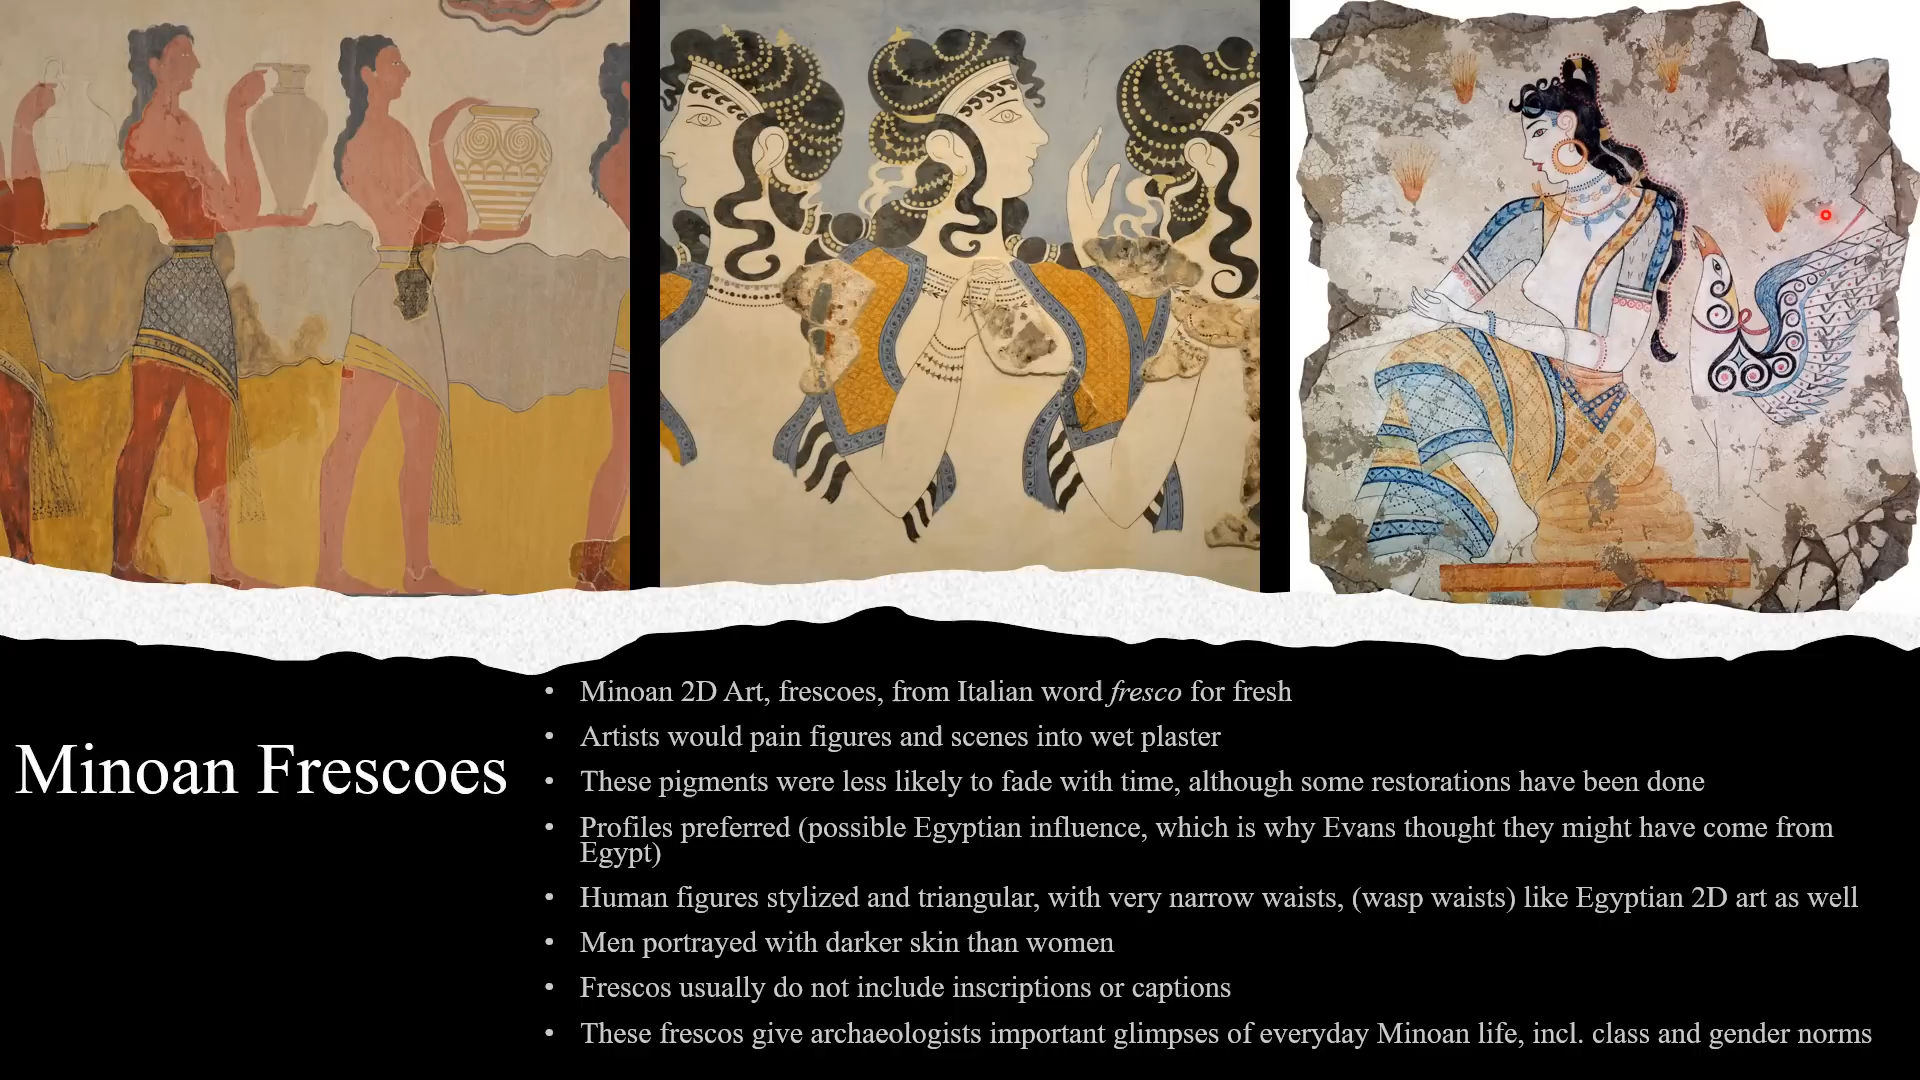 Minoan Frescoes
• Minoan 2D Art, frescoes, from Italian word fresco for fresh
• Artists would pain figures and scenes into wet plaster
• These pigments were less likely to fade with time, although some restorations have been done
• Profiles preferred (possible Egyptian influence, which is why Evans thought they might have come from
Egypt)
• Human figures stylized and triangular, with very narrow waists, (wasp waists) like Egyptian 2D art as well
• Men portrayed with darker skin than women
• Frescos usually do not include inscriptions or captions
• These frescos give archaeologists important glimpses of everyday Minoan life, incl. class and gender norms